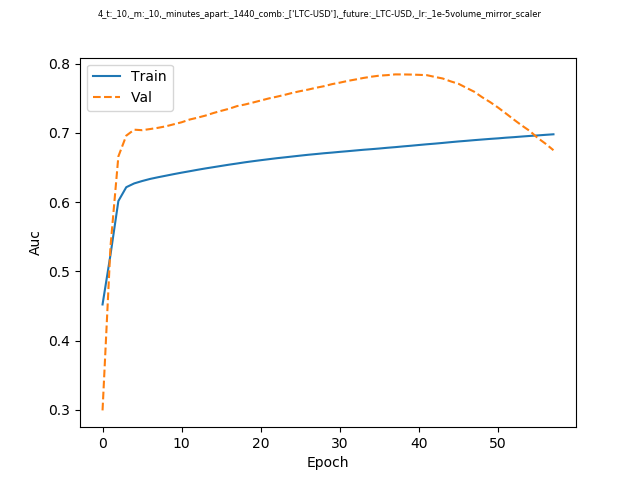 4_t:_10,_m:_10,_minutes_apart:_1440_comb:_['LTC-USD'],_future:_LTC-USD,_lr:_1e-5volume_mirror_scaler
Train
Val
0.8
0.7
0.6
0.5
0.4
0.3
Auc
0 10 20 30 40 50
Epoch